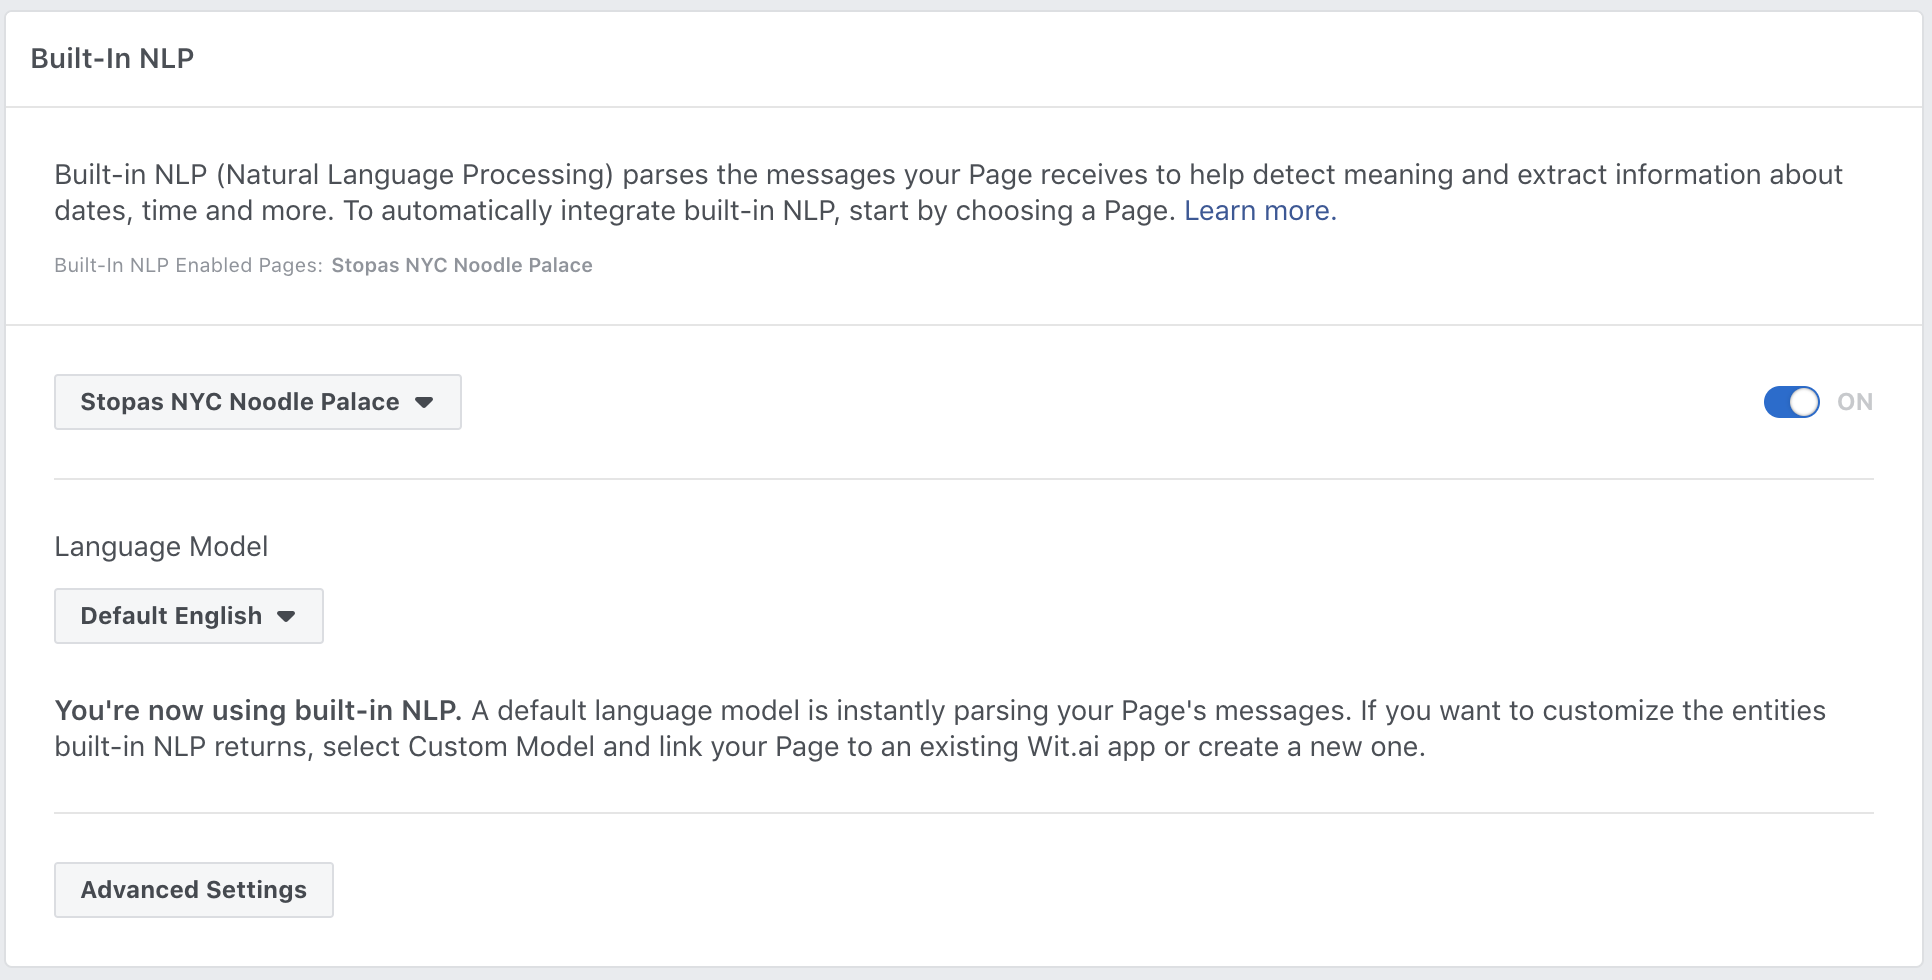 Built-In NLP
Built-in NLP (Natural Language Processing) parses the messages your Page receives to help detect meaning and extract information about
dates, time and more. To automatically integrate built-in NLP, start by choosing a Page. Learn more.
Built-In NLP Enabled Pages: Stopas NYC Noodle Palace
Stopas NYC Noodle Palace
ON
Language Model
Default English
You're now using built-in NLP. A default language model is instantly parsing your Page's messages. If you want to customize the entities
built-in NLP returns, select Custom Model and link your Page to an existing Wit.ai app or create a new one.
Advanced Settings